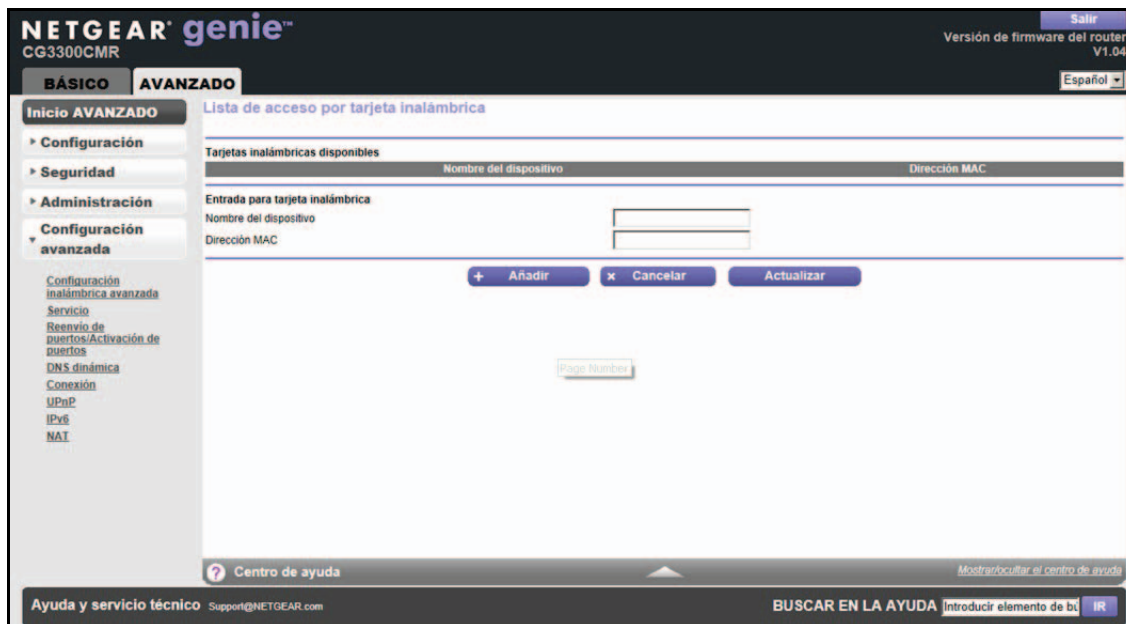 NETGEAR® genie™
Salir
CG3300CMR
Versión de firmware del router
V1.04
BÁSICO
AVANZADO
Español
Inicio AVANZADO
Configuración
Seguridad
Administración
Configuración
avanzada
Configuración
inalámbrica avanzada
Servicio
Reenvío de
puertos/Activación de
puertos
DNS dinámica
Conexión
UPnP
IPv6
NAT
Lista de acceso por tarjeta inalámbrica
Tarjetas inalámbricas disponibles
Nombre del dispositivo Dirección MAC
Entrada para tarjeta inalámbrica
Nombre del dispositivo
Dirección MAC
+ Añadir
x Cancelar
Actualizar
Page Number
? Centro de ayuda
Mostrar/ocultar el centro de ayuda
Ayuda y servicio técnico Support@NETGEAR.com
BUSCAR EN LA AYUDA Introducir elemento de bú IR